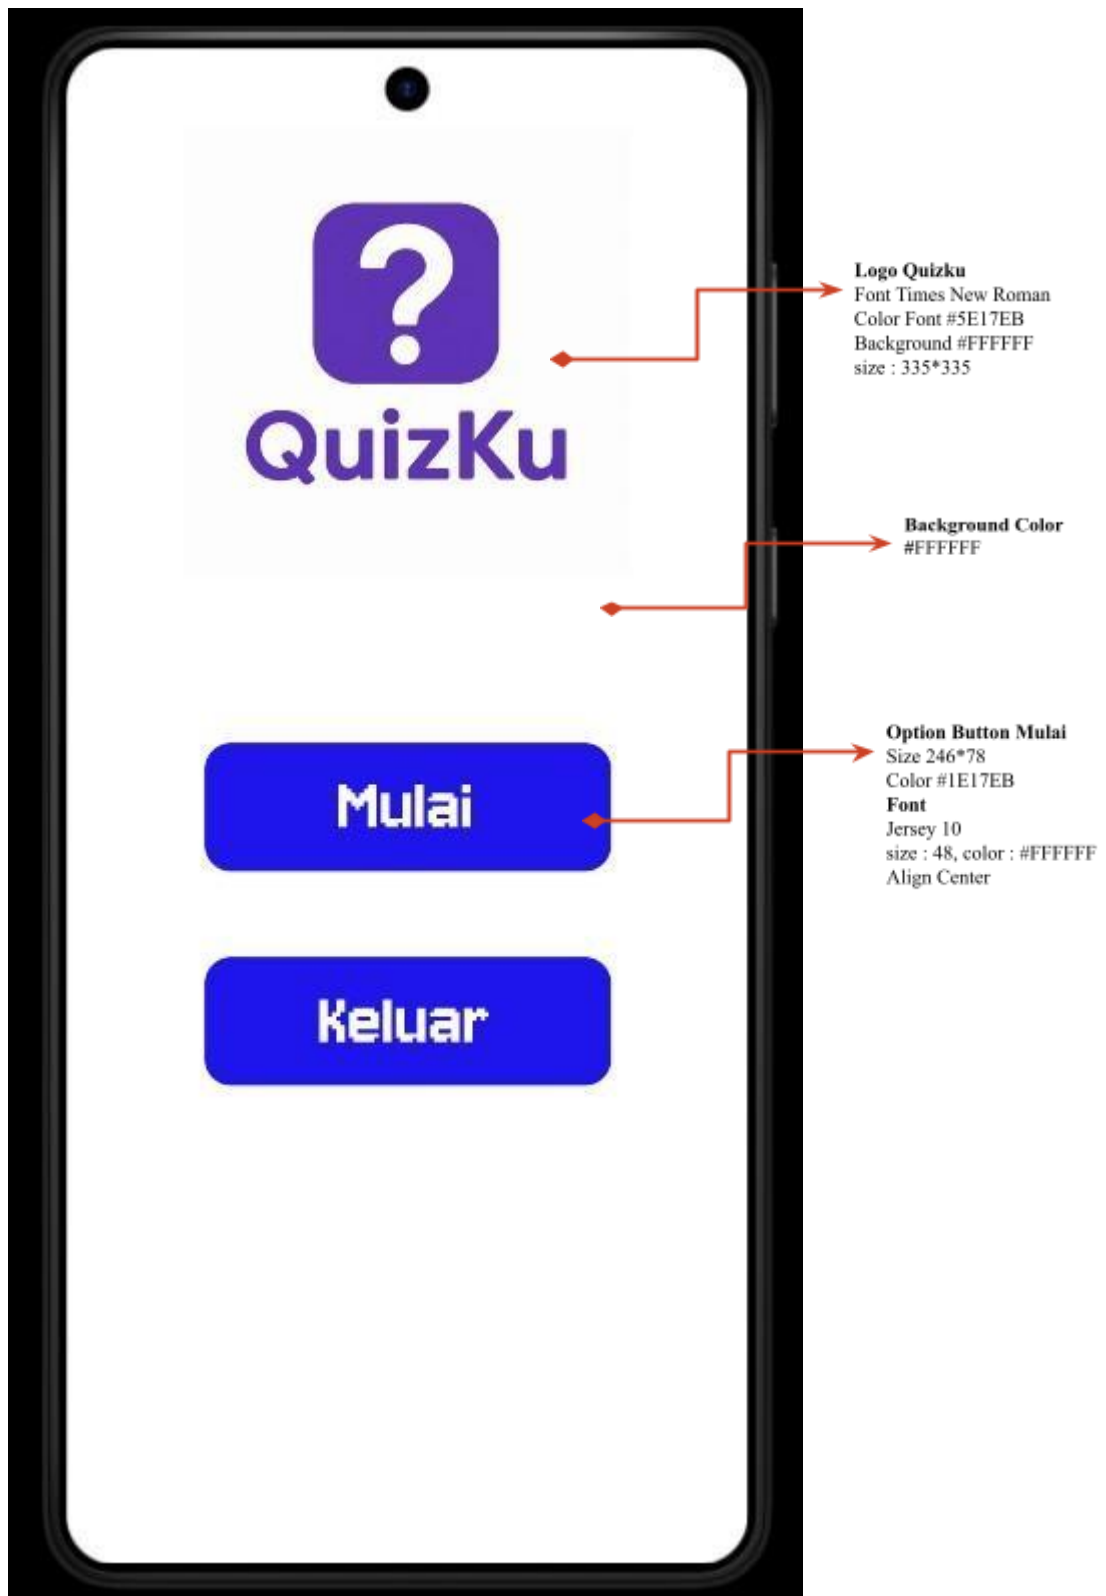 ?
QuizKu
Mulai
Keluar
Logo Quizku
Font Times New Roman
Color Font #5E17EB
Background #FFFFFF
size : 335*335
Background Color
#FFFFFF
Option Button Mulai
Size 246*78
Color #1E17EB
Font
Jersey 10
size : 48, color : #FFFFFF
Align Center